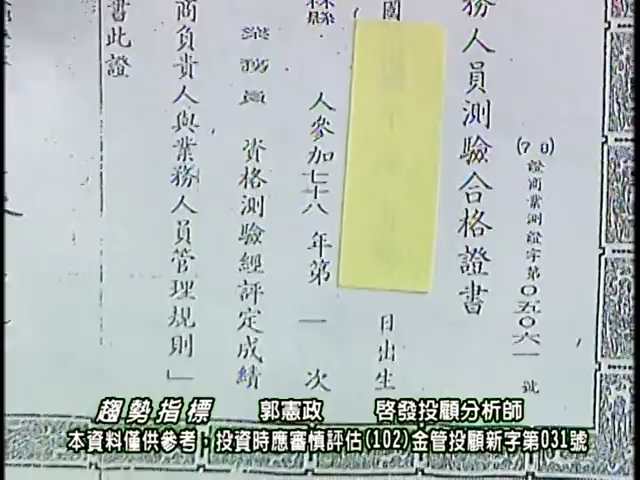 務人員測驗合格證書
(78)證商業測證字第〇五〇六一號
國
日出生
縣
人參加七十八年第一次
業務員
資格測驗經評定成績
商負責人與業務人員管理規則」
書此證
趨勢指標 郭憲政 啓發投顧分析師
本資料僅供參考，投資時應審慎評估(102)金管投顧新字第031號